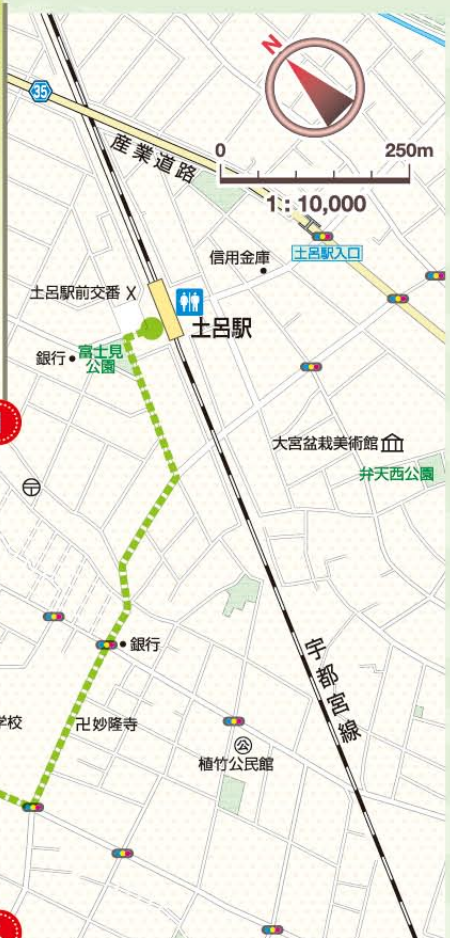 N
35
産業道路
0 250m
1：10,000
信用金庫
土呂駅入口
土呂駅前交番 X
土呂駅
銀行
富士見
公園
大宮盆栽美術館
弁天西公園
〒
宇都宮線
銀行
学校
卍妙隆寺
公
植竹公民館